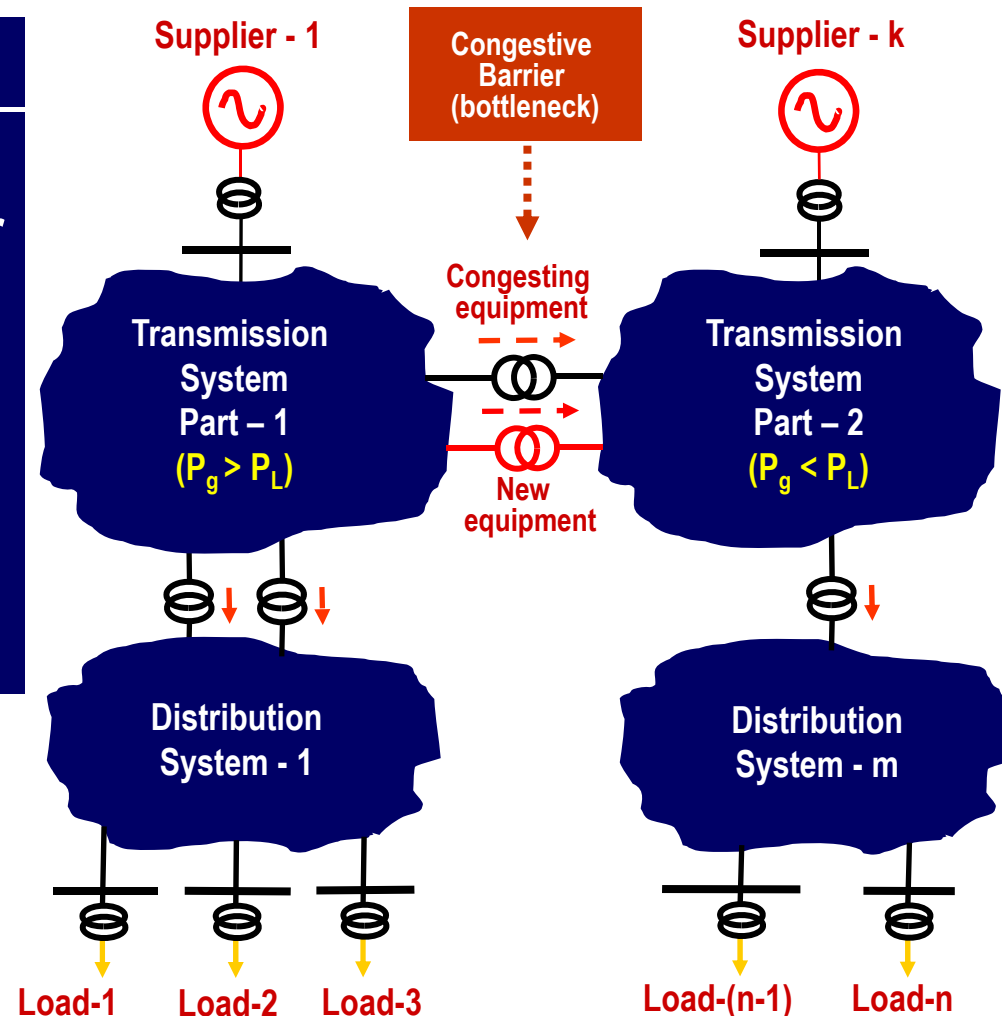 Supplier - 1
Congestive
Barrier
(bottleneck)
Supplier - k
Congesting
equipment
Transmission
System
Part – 1
(Pg > PL)
Transmission
System
Part – 2
(Pg < PL)
New
equipment
Distribution
System - 1
Distribution
System - m
Load-1
Load-2
Load-3
Load-(n-1)
Load-n